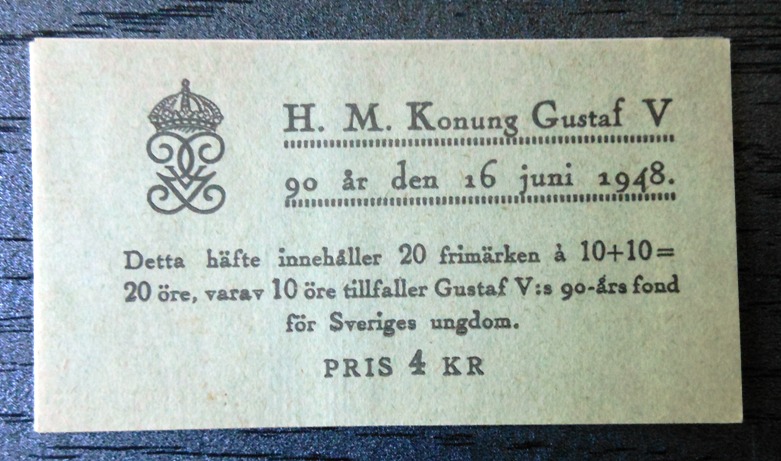 H. M. Konung Gustaf V
90 år den 16 juni 1948.
Detta häfte innehåller 20 frimärken à 10+10=
20 öre, varav 10 öre tillfaller Gustaf V:s 90-års fond
för Sveriges ungdom.
PRIS 4 KR